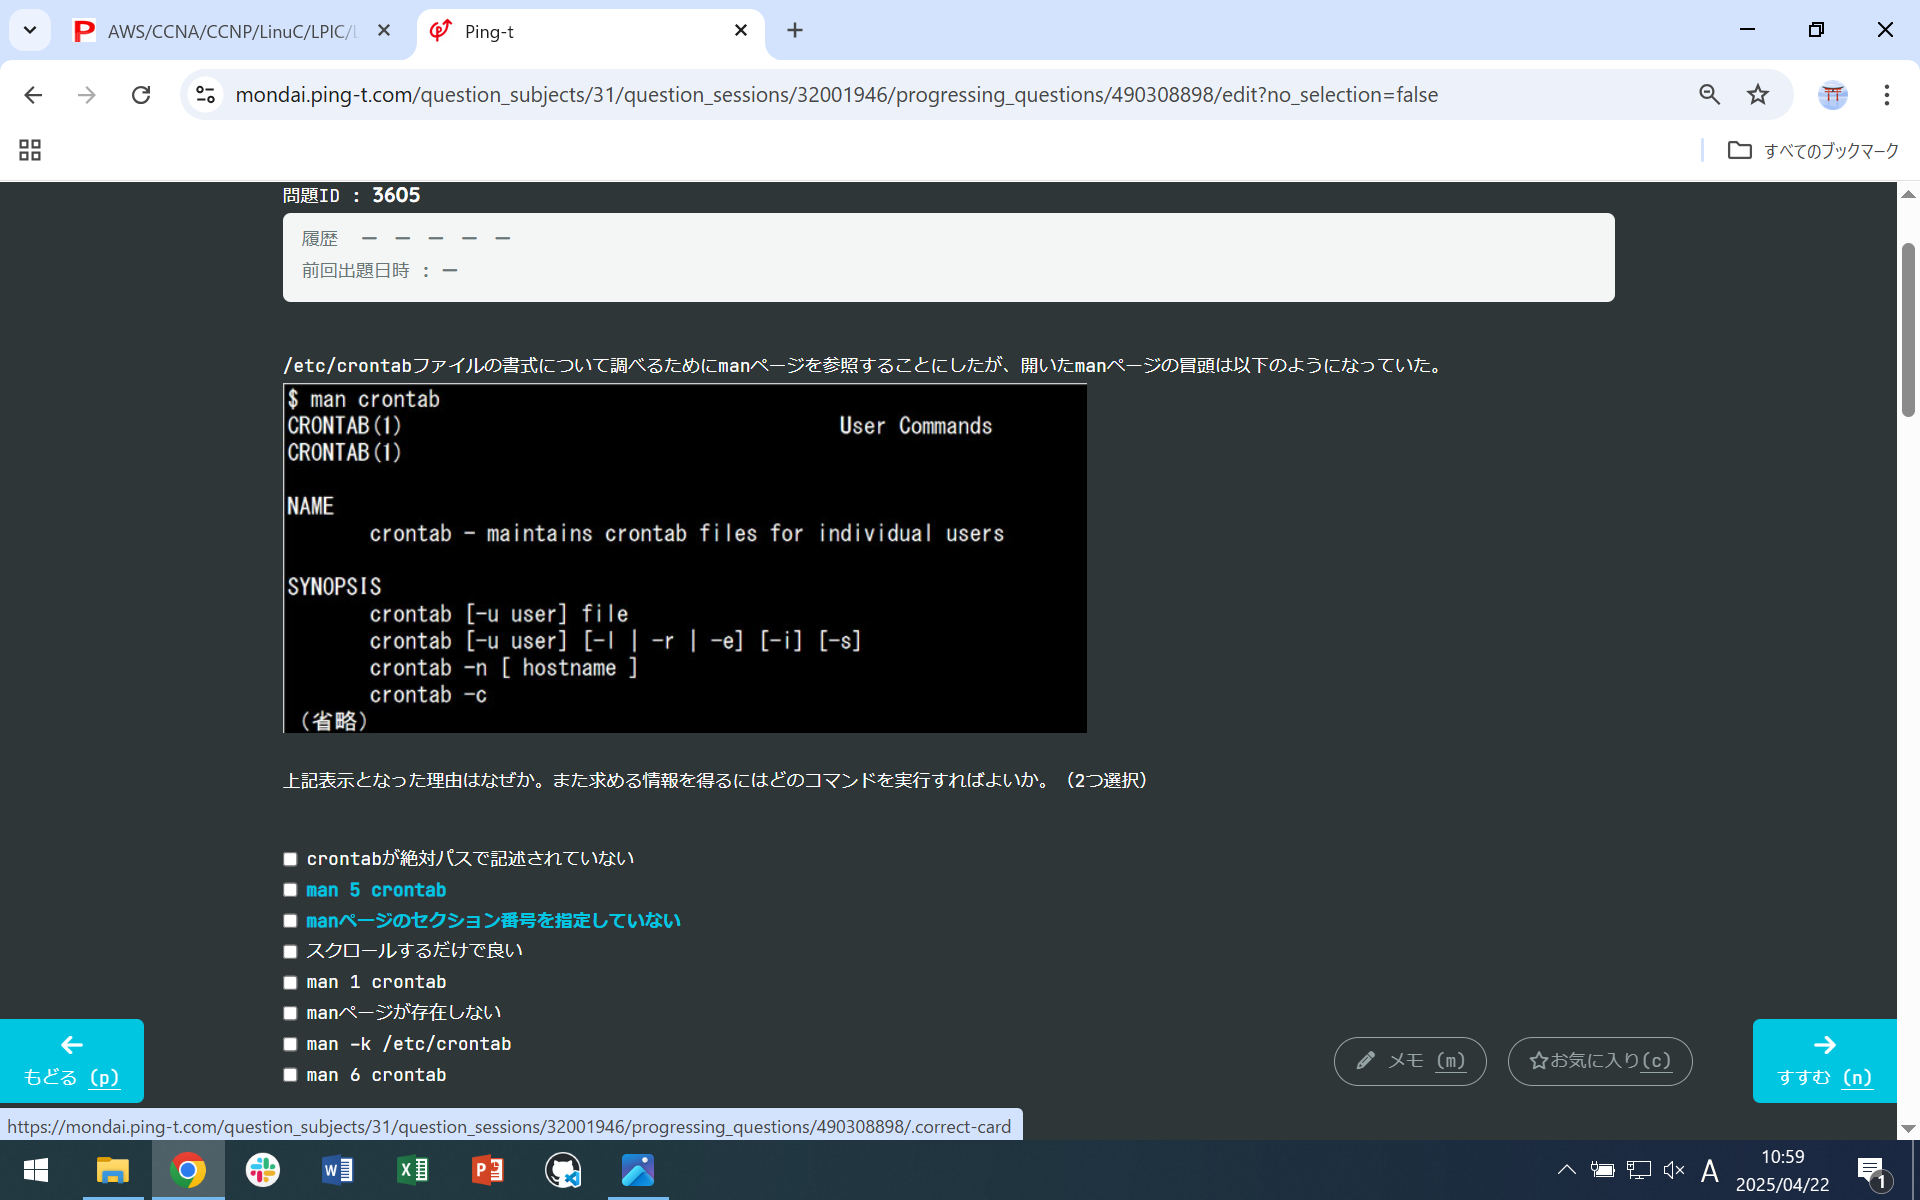 AWS/CCNA/CCNP/LinuC/LPIC/
Ping-t
mondai.ping-t.com/question_subjects/31/question_sessions/32001946/progressing_questions/490308898/edit?no_selection=false
すべてのブックマーク
問題ID : 3605
履歴 － － － － －
前回出題日時 : －
/etc/crontabファイルの書式について調べるためにmanページを参照することにしたが、開いたmanページの冒頭は以下のようになっていた。
$ man crontab
CRONTAB(1) User Commands
CRONTAB(1)
NAME
crontab - maintains crontab files for individual users
SYNOPSIS
crontab [-u user] file
crontab [-u user] [-l | -r | -e] [-i] [-s]
crontab -n [ hostname ]
crontab -c
（省略）
上記表示となった理由はなぜか。また求める情報を得るにはどのコマンドを実行すればよいか。（2つ選択）
crontabが絶対パスで記述されていない
man 5 crontab
manページのセクション番号を指定していない
スクロールするだけで良い
man 1 crontab
manページが存在しない
man -k /etc/crontab
man 6 crontab
もどる (p)
メモ (m)
お気に入り(c)
すすむ (n)
https://mondai.ping-t.com/question_subjects/31/question_sessions/32001946/progressing_questions/490308898/.correct-card
A
10:59
2025/04/22
1